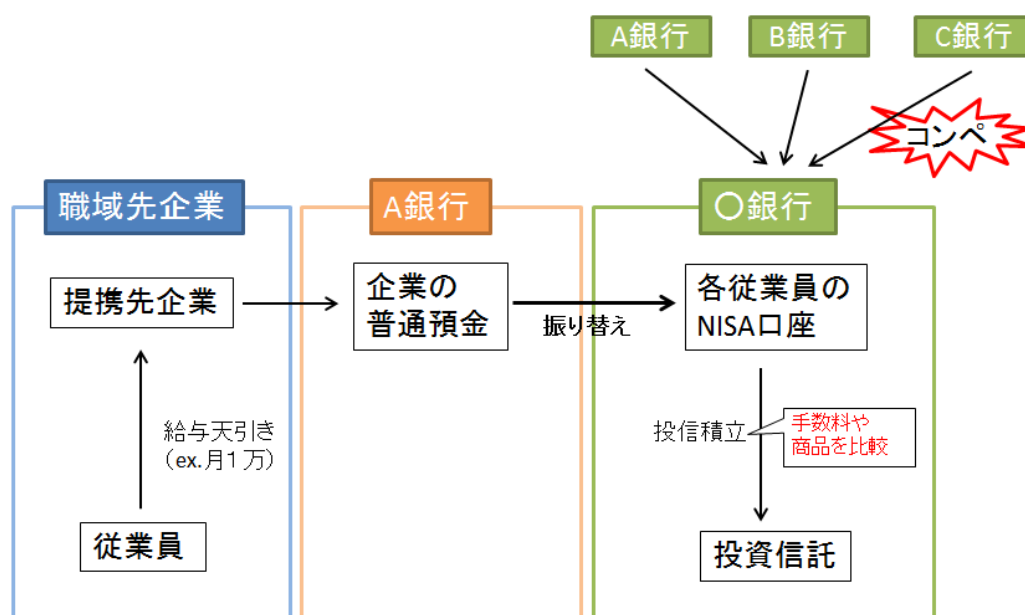 A銀行
B銀行
C銀行
コンペ
職域先企業
A銀行
〇銀行
提携先企業
企業の
普通預金
振り替え
各従業員の
NISA口座
給与天引き
(ex.月１万)
投信積立
手数料や
商品を比較
従業員
投資信託